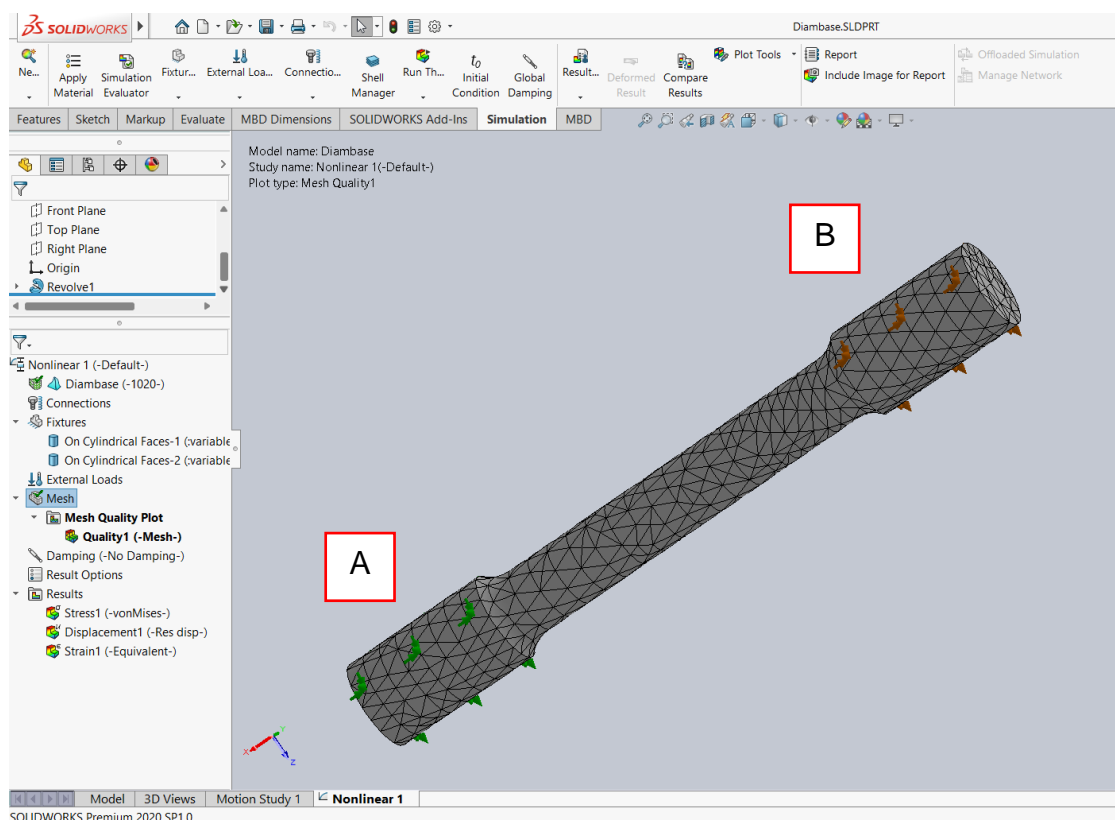 SOLIDWORKS
Diambase.SLDPRT
Ne...
Apply Material
Simulation Evaluator
Fixtur...
External Loa...
Connectio...
Shell Manager
Run Th...
t0 Initial Condition
Global Damping
Result...
Deformed Result
Compare Results
Plot Tools
Report
Include Image for Report
Offloaded Simulation
Manage Network
Features Sketch Markup Evaluate MBD Dimensions SOLIDWORKS Add-Ins Simulation MBD
Front Plane
Top Plane
Right Plane
Origin
Revolve1
Nonlinear 1 (-Default-)
Diambase (-1020-)
Connections
Fixtures
On Cylindrical Faces-1 (:variable
On Cylindrical Faces-2 (:variable
External Loads
Mesh
Mesh Quality Plot
Quality1 (-Mesh-)
Damping (-No Damping-)
Result Options
Results
Stress1 (-vonMises-)
Displacement1 (-Res disp-)
Strain1 (-Equivalent-)
Model name: Diambase
Study name: Nonlinear 1(-Default-)
Plot type: Mesh Quality1
B
A
Y
X
Z
Model 3D Views Motion Study 1 Nonlinear 1
SOLIDWORKS Premium 2020 SP1.0